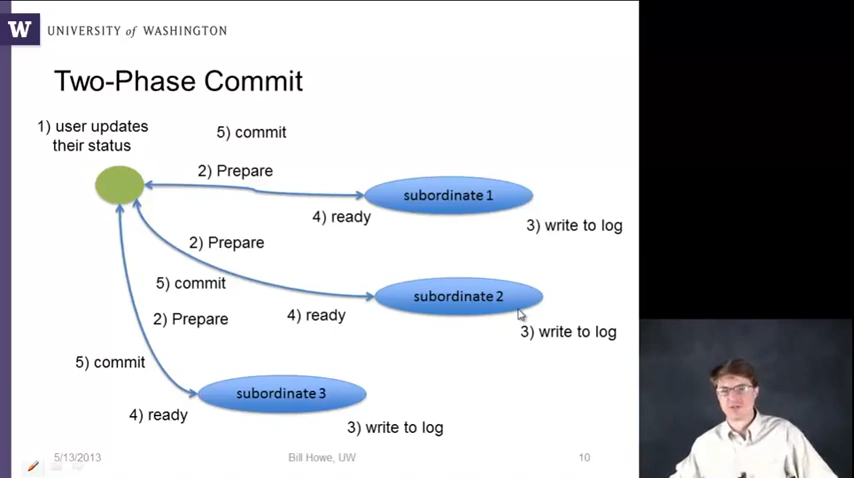 W UNIVERSITY of WASHINGTON
Two-Phase Commit
1) user updates
their status
5) commit
2) Prepare
subordinate 1
4) ready
3) write to log
2) Prepare
5) commit
subordinate 2
2) Prepare
4) ready
3) write to log
5) commit
subordinate 3
4) ready
3) write to log
5/13/2013
Bill Howe, UW
10